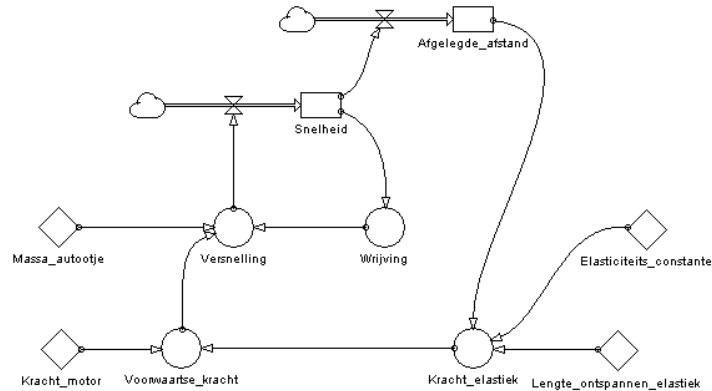 Afgelegde_afstand
Snelheid
Massa_autootje
Versnelling
Wrijving
Elasticiteits_constante
Kracht_motor
Voorwaartse_kracht
Kracht_elastiek
Lengte_ontspannen_elastiek